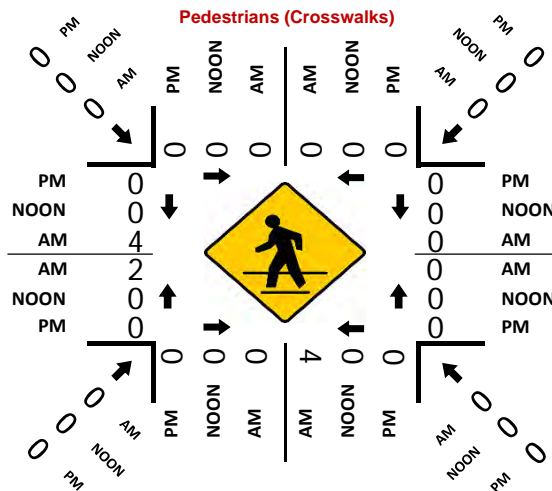 Pedestrians (Crosswalks)
0 PM
0 NOON
0 AM
PM NOON AM AM NOON PM
0 0 0 0 0 0
PM 0
NOON 0
AM 0
PM 0 0 PM
NOON 0 0 NOON
AM 4 0 AM
AM 2 0 AM
NOON 0 0 NOON
PM 0 0 PM
0 0 0 4 0 0
PM NOON AM AM NOON PM
0 AM
0 NOON
0 PM
AM 0
NOON 0
PM 0